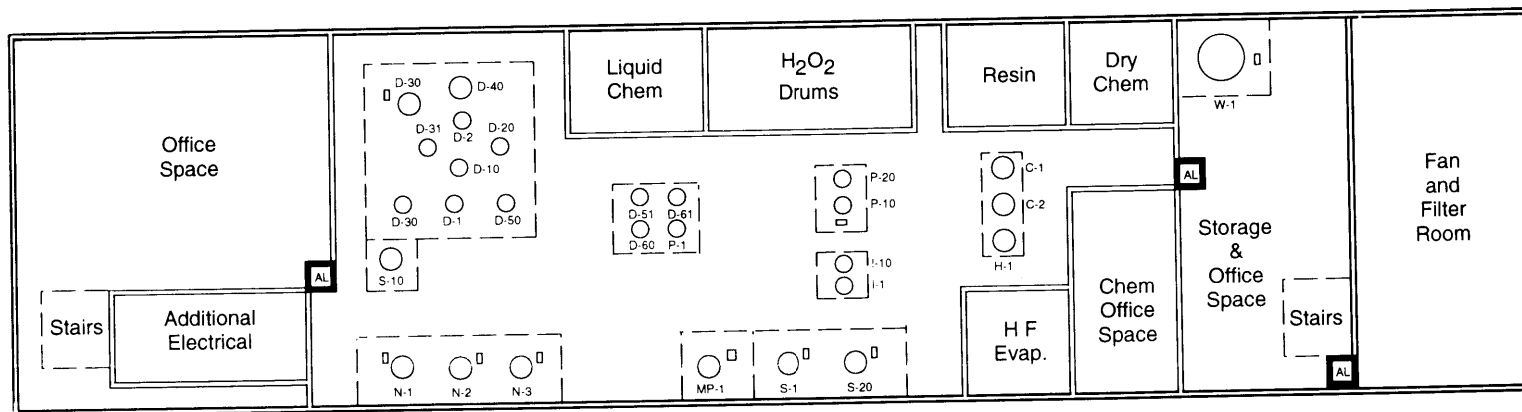 Office
Space
Stairs
Additional
Electrical
AL
D-30
D-40
D-31
D-2
D-20
D-10
D-30
D-1
D-50
S-10
N-1
N-2
N-3
Liquid
Chem
H₂O₂
Drums
D-51
D-61
D-60
P-1
P-20
P-10
I-10
I-1
MP-1
S-1
S-20
Resin
Dry
Chem
C-1
C-2
H-1
H F
Evap.
Chem
Office
Space
AL
W-1
Storage
&
Office
Space
Stairs
AL
Fan
and
Filter
Room